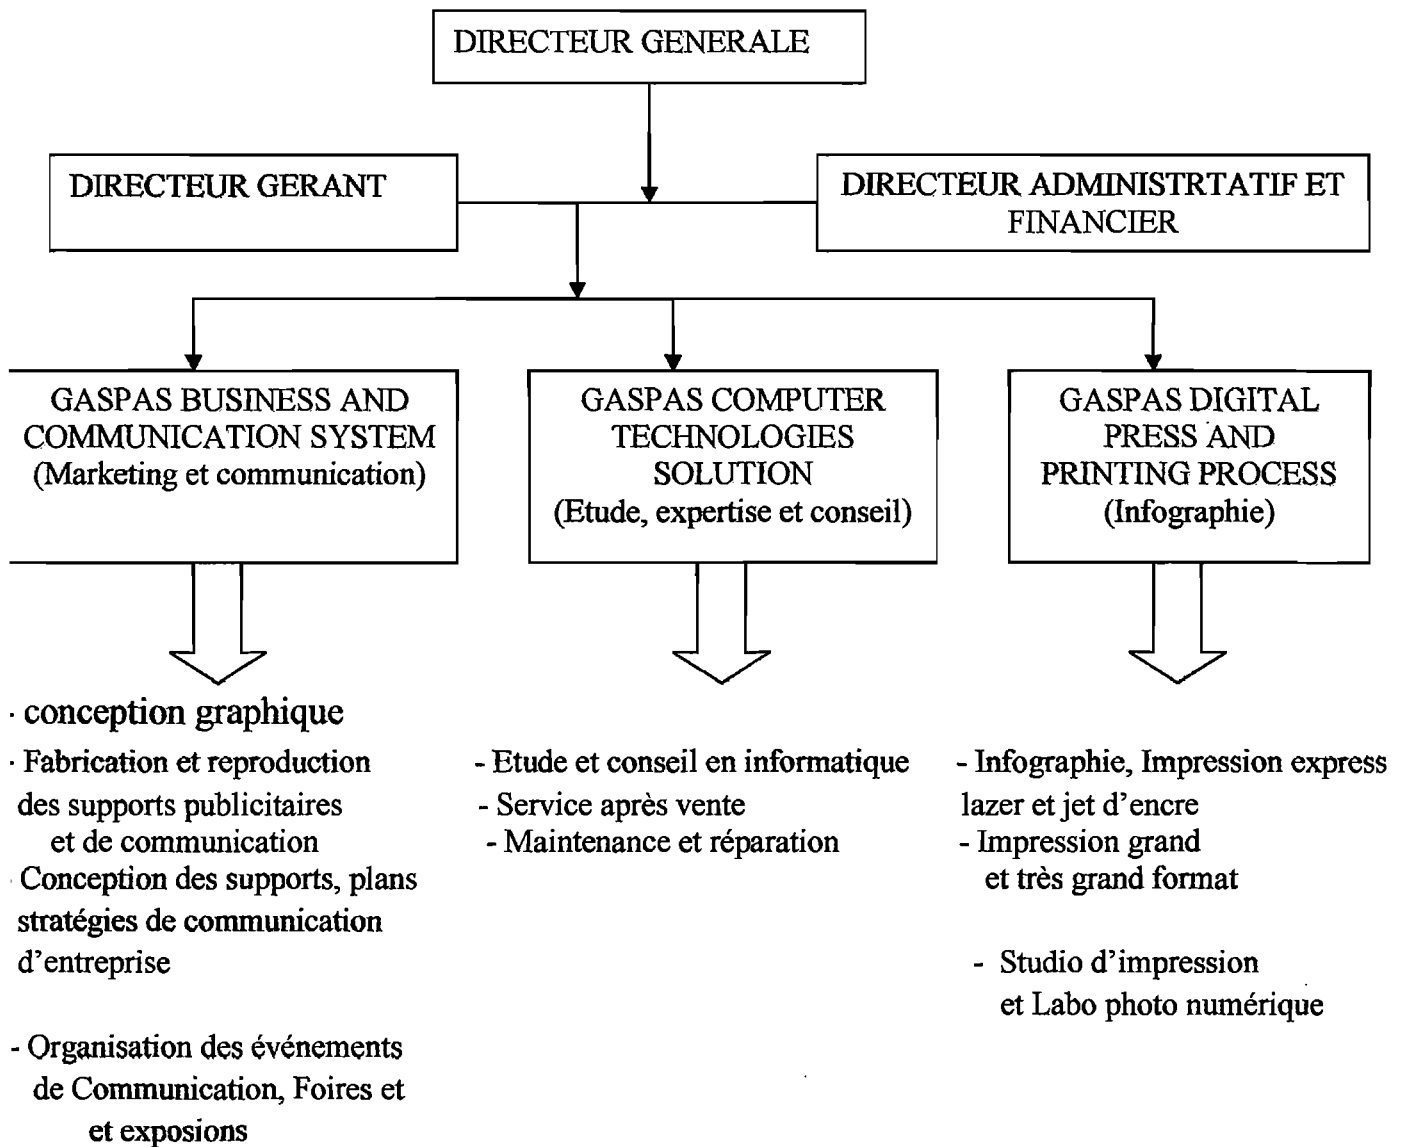 DIRECTEUR GENERALE
DIRECTEUR GERANT
DIRECTEUR ADMINISTRTATIF ET
FINANCIER
GASPAS BUSINESS AND
COMMUNICATION SYSTEM
(Marketing et communication)
GASPAS COMPUTER
TECHNOLOGIES
SOLUTION
(Etude, expertise et conseil)
GASPAS DIGITAL
PRESS AND
PRINTING PROCESS
(Infographie)
· conception graphique
· Fabrication et reproduction
des supports publicitaires
et de communication
· Conception des supports, plans
stratégies de communication
d'entreprise
- Organisation des événements
de Communication, Foires et
et exposions
- Etude et conseil en informatique
- Service après vente
- Maintenance et réparation
- Infographie, Impression express
lazer et jet d'encre
- Impression grand
et très grand format
- Studio d'impression
et Labo photo numérique